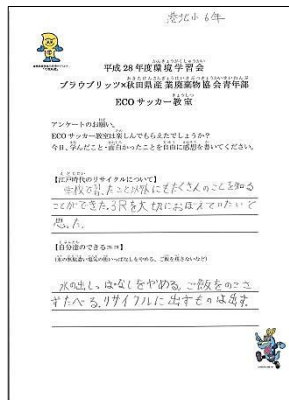 港北小6年
平成28年度環境学習会
ブラウブリッツ×秋田県産業廃棄物協会青年部
ECOサッカー教室
アンケートのお願い。
ECOサッカー教室は楽しんでもらえたでしょうか？
今日、学んだこと・面白かったことを自由に感想を書いてください。
【江戸時代のリサイクルについて】
学校で習ったこと以外にもたくさんのことを知る
ことができた。3Rを大切におぼえていたいと
思った。
【自分達のできる】
水の出しっぱなしをやめる。ご飯をのこさ
ずたべる。リサイクルに出すものは出す。